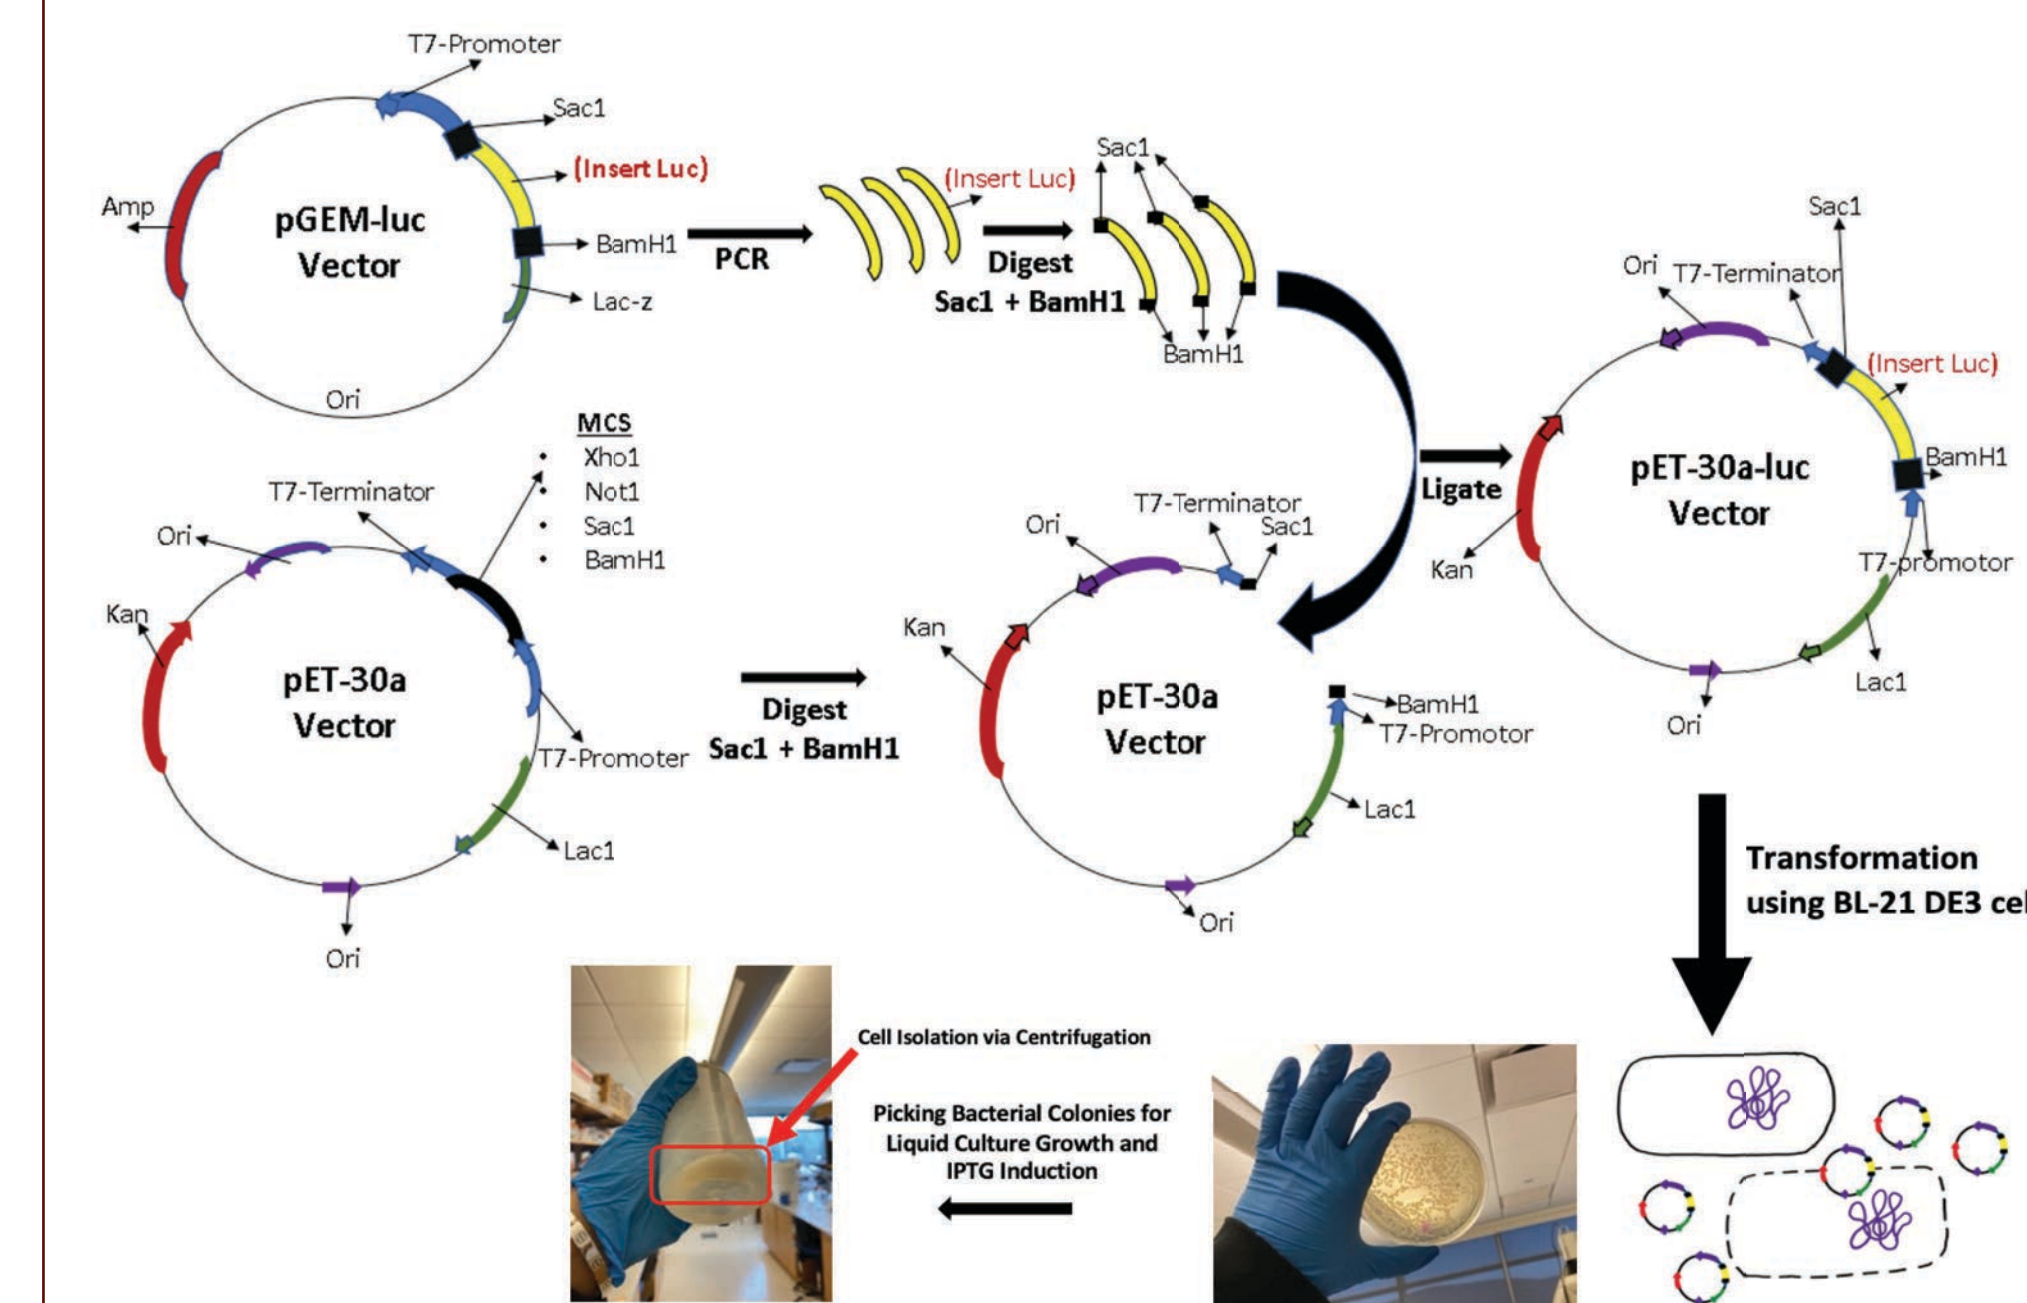 T7-Promoter
Sac1
(Insert Luc)
Amp
pGEM-luc
Vector
BamH1
Lac-z
Ori
PCR
(Insert Luc)
Digest
Sac1 + BamH1
Sac1
BamH1
MCS
• Xho1
• Not1
• Sac1
• BamH1
T7-Terminator
Ori
Kan
pET-30a
Vector
T7-Promoter
Lac1
Ori
Digest
Sac1 + BamH1
T7-Terminator
Sac1
Ori
Kan
pET-30a
Vector
BamH1
T7-Promotor
Lac1
Ori
Ligate
Sac1
Ori
T7-Terminator
(Insert Luc)
pET-30a-luc
Vector
BamH1
Kan
T7-promotor
Lac1
Ori
Transformation
using BL-21 DE3 cel
Cell Isolation via Centrifugation
Picking Bacterial Colonies for
Liquid Culture Growth and
IPTG Induction